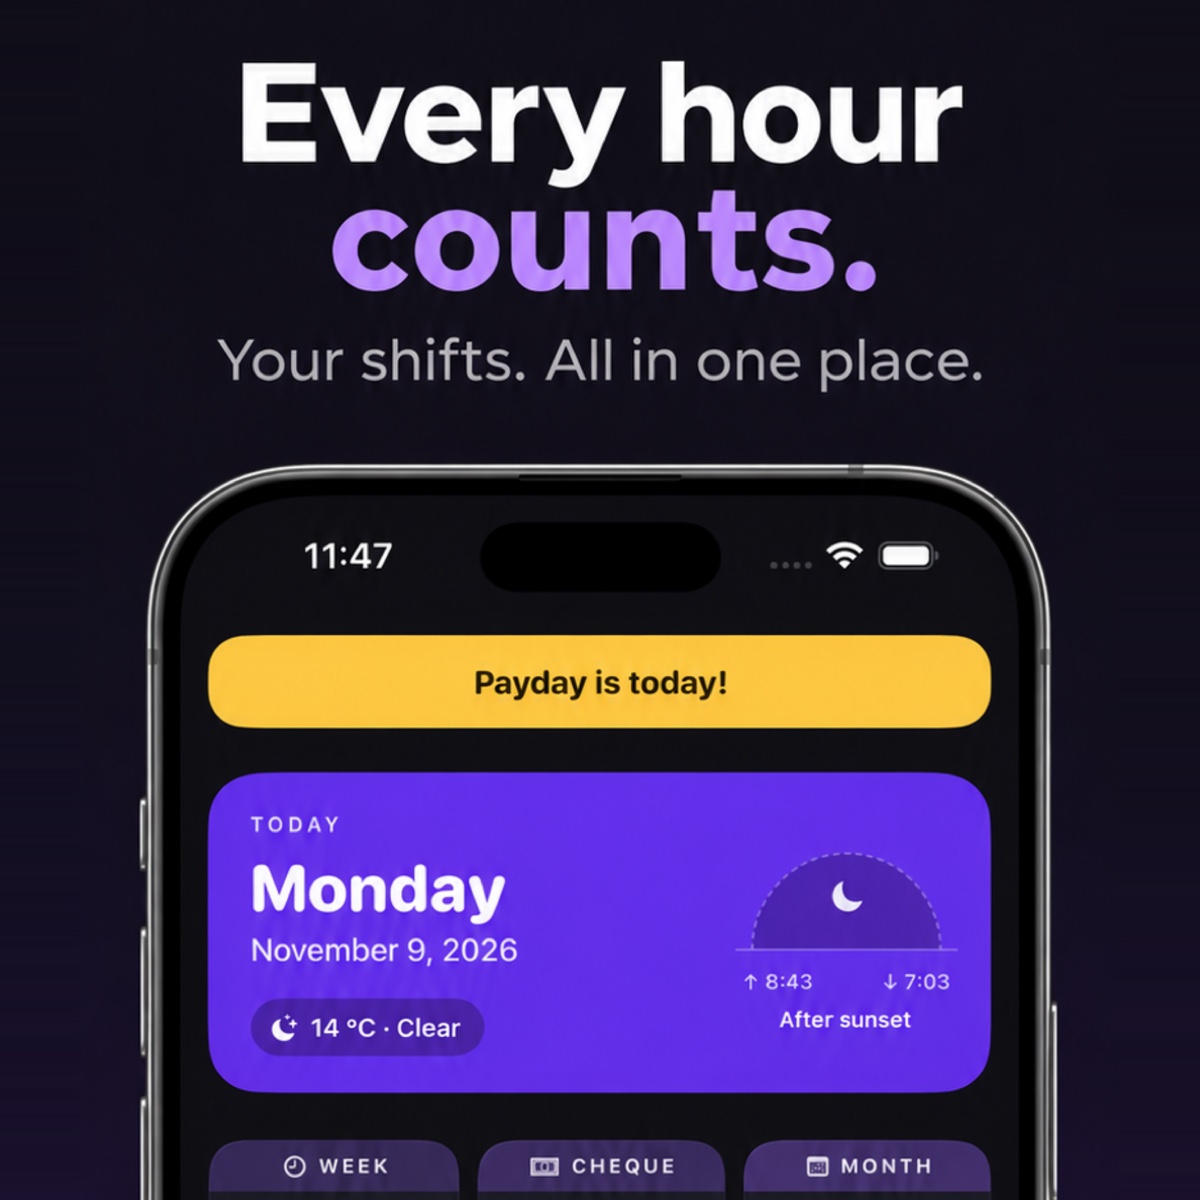 Every hour
counts.
Your shifts. All in one place.
11:47
Payday is today!
TODAY
Monday
November 9, 2026
14 °C · Clear
↑ 8:43 ↓ 7:03
After sunset
WEEK
CHEQUE
MONTH